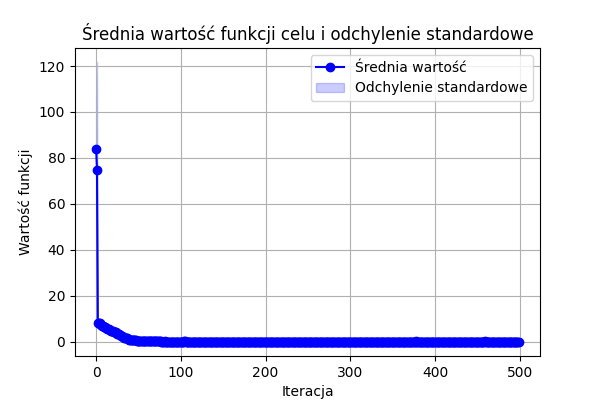 Średnia wartość funkcji celu i odchylenie standardowe
Średnia wartość
Odchylenie standardowe
Wartość funkcji
120
100
80
60
40
20
0
0 100 200 300 400 500
Iteracja